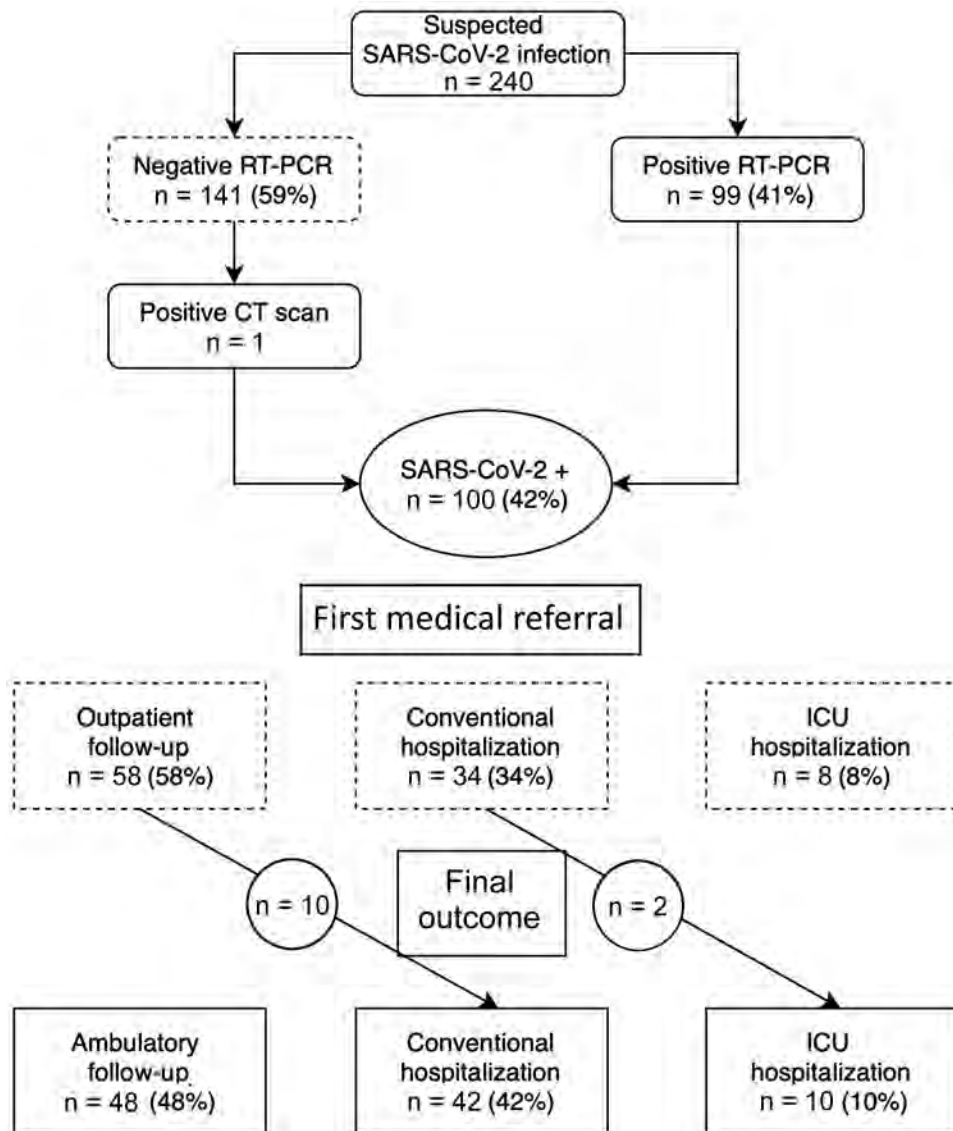 Suspected
SARS-CoV-2 infection
n = 240
Negative RT-PCR
n = 141 (59%)
Positive RT-PCR
n = 99 (41%)
Positive CT scan
n = 1
SARS-CoV-2 +
n = 100 (42%)
First medical referral
Outpatient
follow-up
n = 58 (58%)
Conventional
hospitalization
n = 34 (34%)
ICU
hospitalization
n = 8 (8%)
n = 10
Final
outcome
n = 2
Ambulatory
follow-up
n = 48 (48%)
Conventional
hospitalization
n = 42 (42%)
ICU
hospitalization
n = 10 (10%)